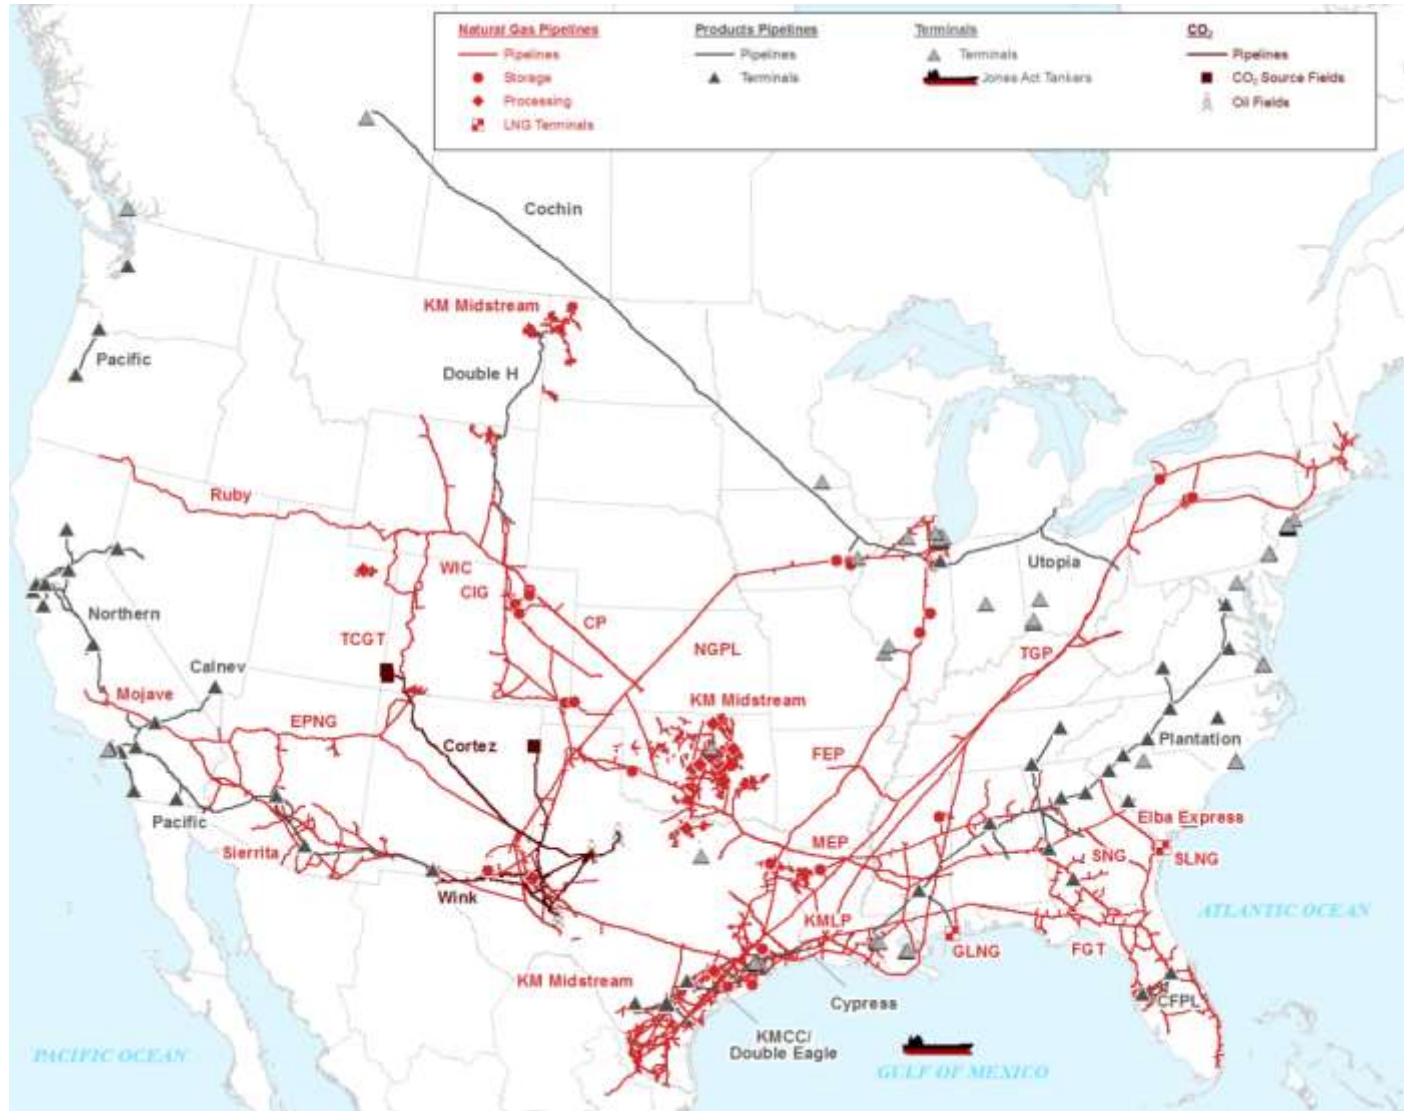 Natural Gas Pipelines
Pipelines
Storage
Processing
LNG Terminals
Products Pipelines
Pipelines
Terminals
Terminals
Terminals
Jones Act Tankers
CO₂
Pipelines
CO₂ Source Fields
Oil Fields
Cochin
KM Midstream
Pacific
Double H
Ruby
WIC
CIG
Utopia
Northern
CP
TCGT
NGPL
TGP
Calnev
Mojave
KM Midstream
EPNG
Cortez
FEP
Plantation
Pacific
Elba Express
MEP
Sierrita
SNG
SLNG
Wink
KMLP
ATLANTIC OCEAN
GLNG
FGT
KM Midstream
Cypress
CFPL
KMCC/
Double Eagle
PACIFIC OCEAN
GULF OF MEXICO